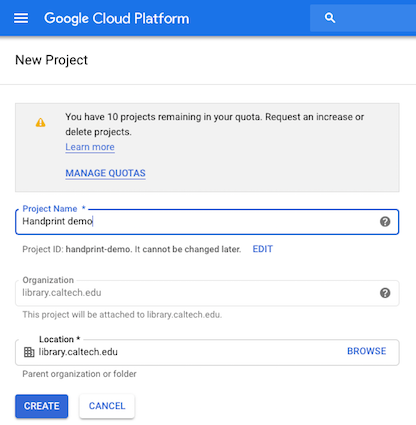 Google Cloud Platform
New Project
You have 10 projects remaining in your quota. Request an increase or
delete projects.
Learn more
MANAGE QUOTAS
Project Name *
Handprint demo
Project ID: handprint-demo. It cannot be changed later. EDIT
Organization
library.caltech.edu
This project will be attached to library.caltech.edu.
Location *
library.caltech.edu BROWSE
Parent organization or folder
CREATE CANCEL